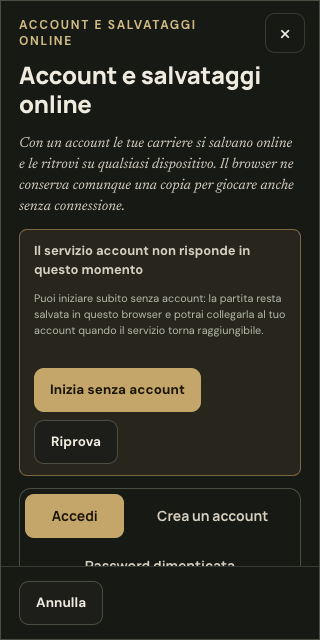 ACCOUNT E SALVATAGGI
ONLINE
Account e salvataggi
online
Con un account le tue carriere si salvano online
e le ritrovi su qualsiasi dispositivo. Il browser ne
conserva comunque una copia per giocare anche
senza connessione.
Il servizio account non risponde in
questo momento
Puoi iniziare subito senza account: la partita resta
salvata in questo browser e potrai collegarla al tuo
account quando il servizio torna raggiungibile.
Inizia senza account
Riprova
Accedi
Crea un account
Password dimenticata
Annulla